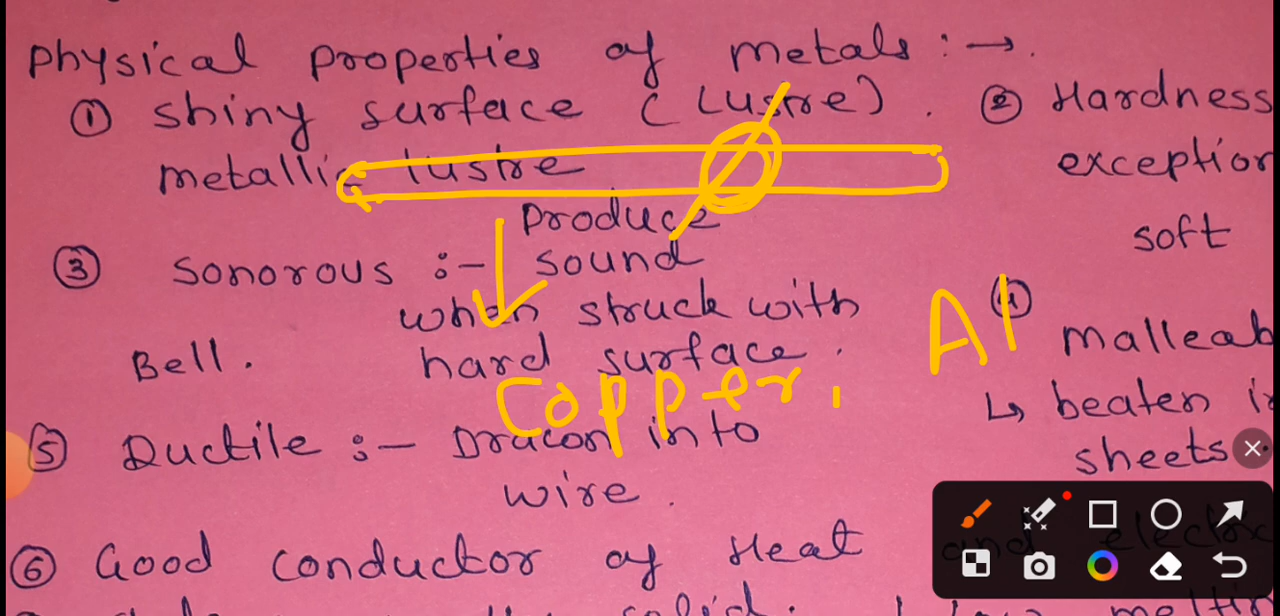 Physical properties of metals :→.
① shiny surface (Lustre). ② Hardness
metallic lustre exception
soft
Produce
③ Sonorous :- sound
when struck with
Bell. hard surface.
④ malleab
↳ beaten in
sheets.
Copper, Al
⑤ Ductile :- Drawn into
wire.
⑥ Good conductor of Heat and electric
solid.